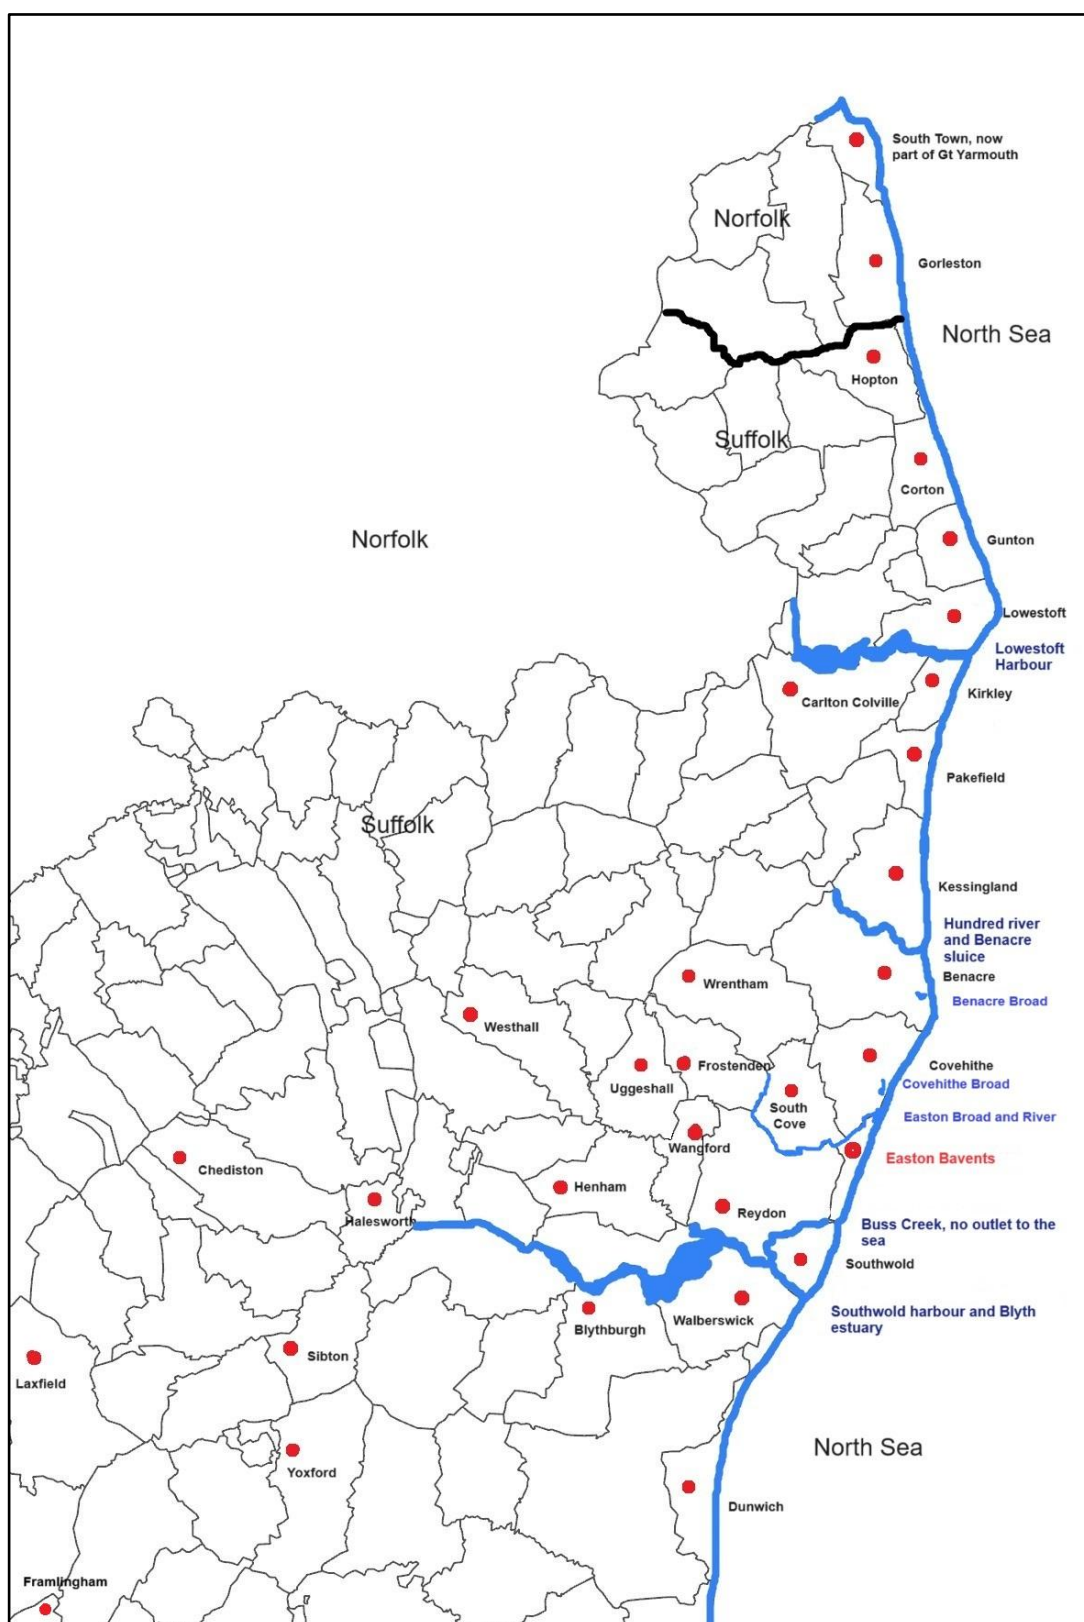 South Town, now
part of Gt Yarmouth
Norfolk
Gorleston
North Sea
Hopton
Suffolk
Corton
Norfolk
Gunton
Lowestoft
Lowestoft
Harbour
Carlton Colville
Kirkley
Pakefield
Suffolk
Kessingland
Hundred river
and Benacre
sluice
Wrentham
Benacre
Benacre Broad
Westhall
Frostenden
Uggeshall
Covehithe
Covehithe Broad
South
Cove
Easton Broad and River
Wangford
Easton Bavents
Chediston
Henham
Halesworth
Reydon
Buss Creek, no outlet to the
sea
Southwold
Southwold harbour and Blyth
estuary
Walberswick
Blythburgh
Sibton
Laxfield
North Sea
Yoxford
Dunwich
Framlingham